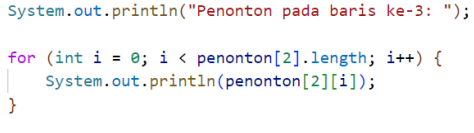 System.out.println("Penonton pada baris ke-3: ");
for (int i = 0; i < penonton[2].length; i++) {
System.out.println(penonton[2][i]);
}